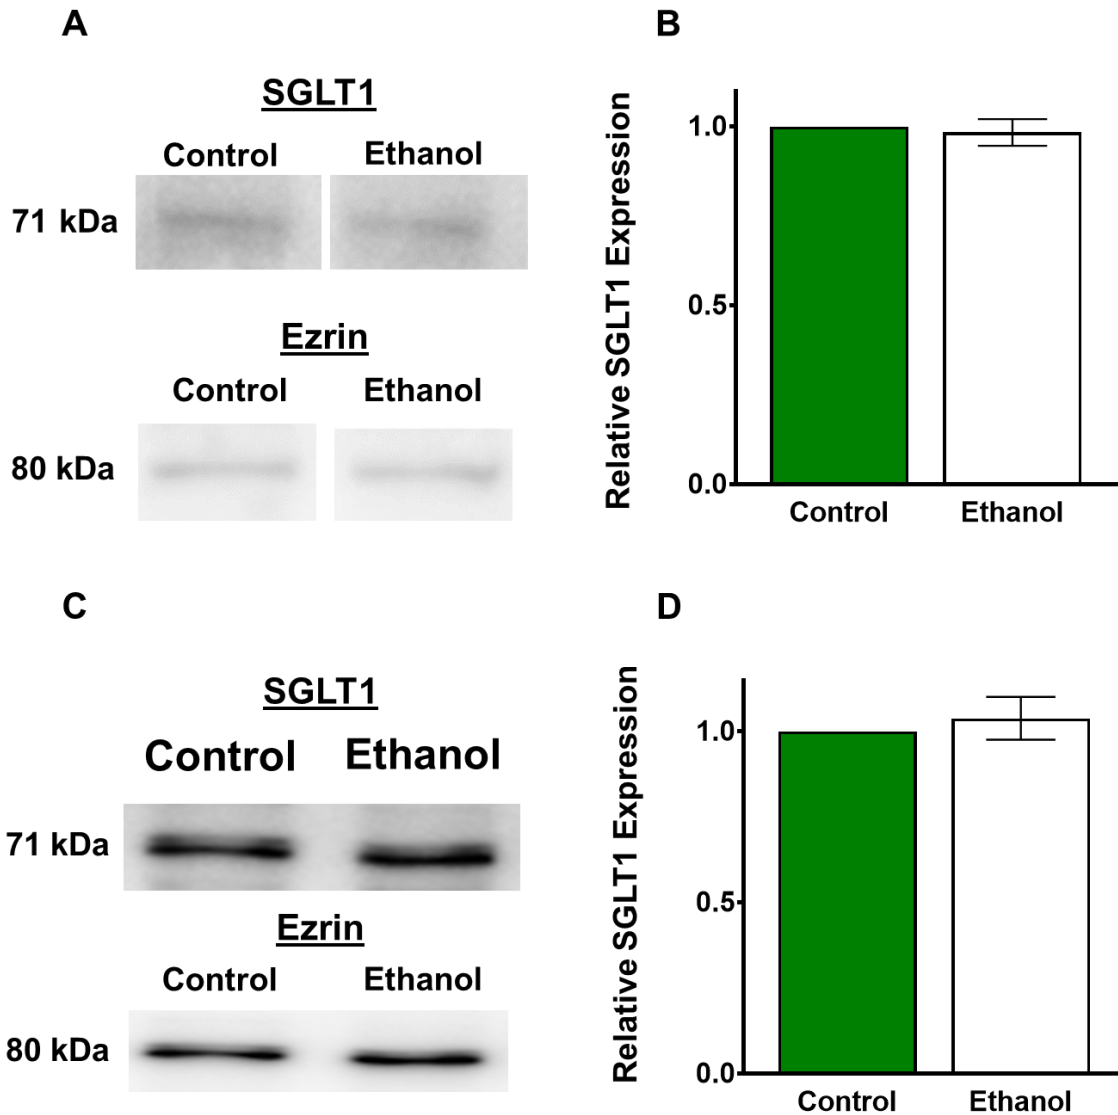 A
SGLT1
Control Ethanol
71 kDa
Ezrin
Control Ethanol
80 kDa
B
Relative SGLT1 Expression
1.0
0.5
0.0
Control Ethanol
C
SGLT1
Control Ethanol
71 kDa
Ezrin
Control Ethanol
80 kDa
D
Relative SGLT1 Expression
1.0
0.5
0.0
Control Ethanol